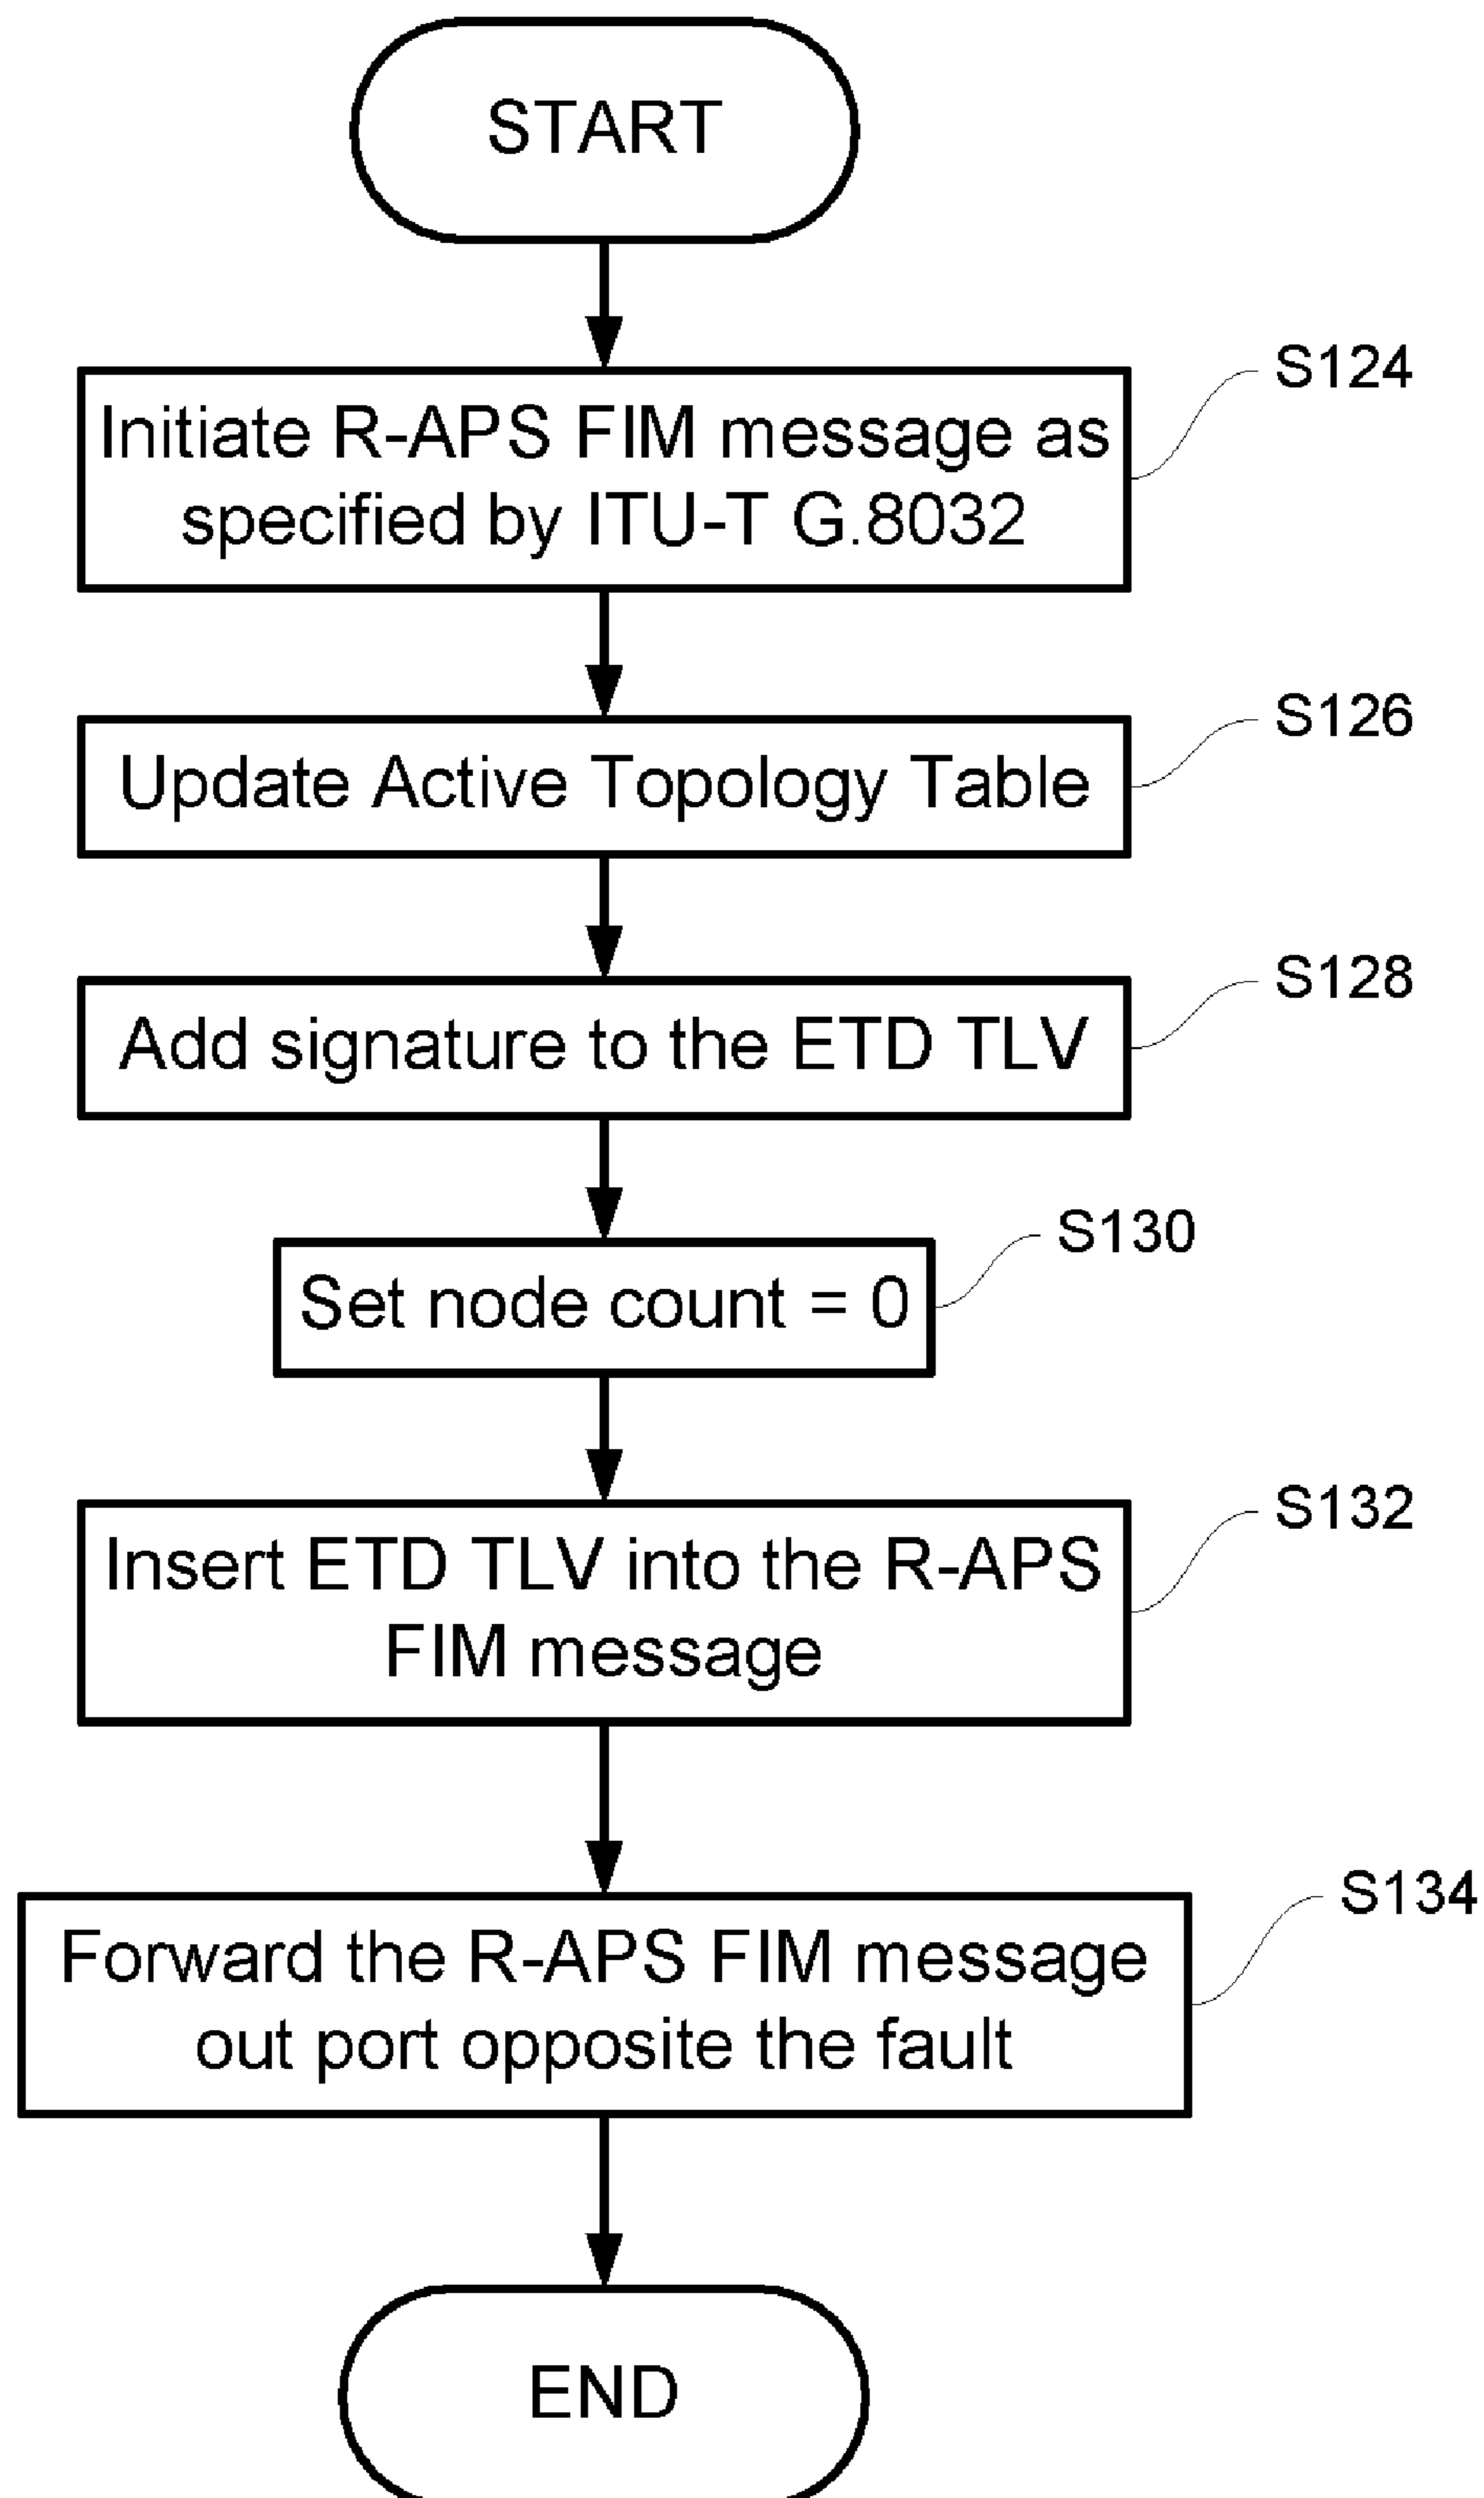 START
S124
Initiate R-APS FIM message as
specified by ITU-T G.8032
S126
Update Active Topology Table
S128
Add signature to the ETD TLV
S130
Set node count = 0
S132
Insert ETD TLV into the R-APS
FIM message
S134
Forward the R-APS FIM message
out port opposite the fault
END